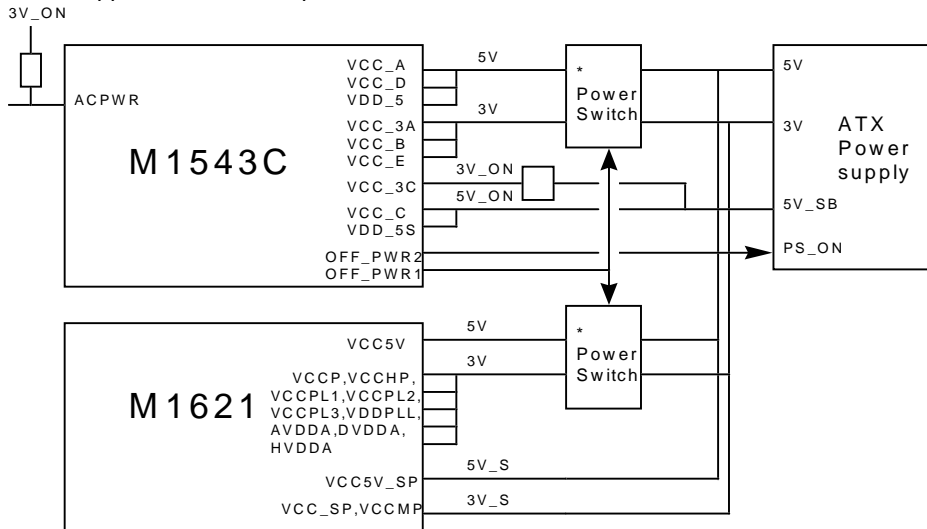 3V_ON
ACPWR
M1543C
VCC_A
VCC_D
VDD_5
VCC_3A
VCC_B
VCC_E
VCC_3C
VCC_C
VDD_5S
OFF_PWR2
OFF_PWR1
5V
3V
3V_ON
5V_ON
*
Power
Switch
5V
3V
5V_SB
PS_ON
ATX
Power
supply
M1621
VCC5V
VCCP,VCCHP,
VCCPL1,VCCPL2,
VCCPL3,VDDPLL,
AVDDA,DVDDA,
HVDDA
VCC5V_SP
VCC_SP,VCCMP
5V
3V
5V_S
3V_S
*
Power
Switch